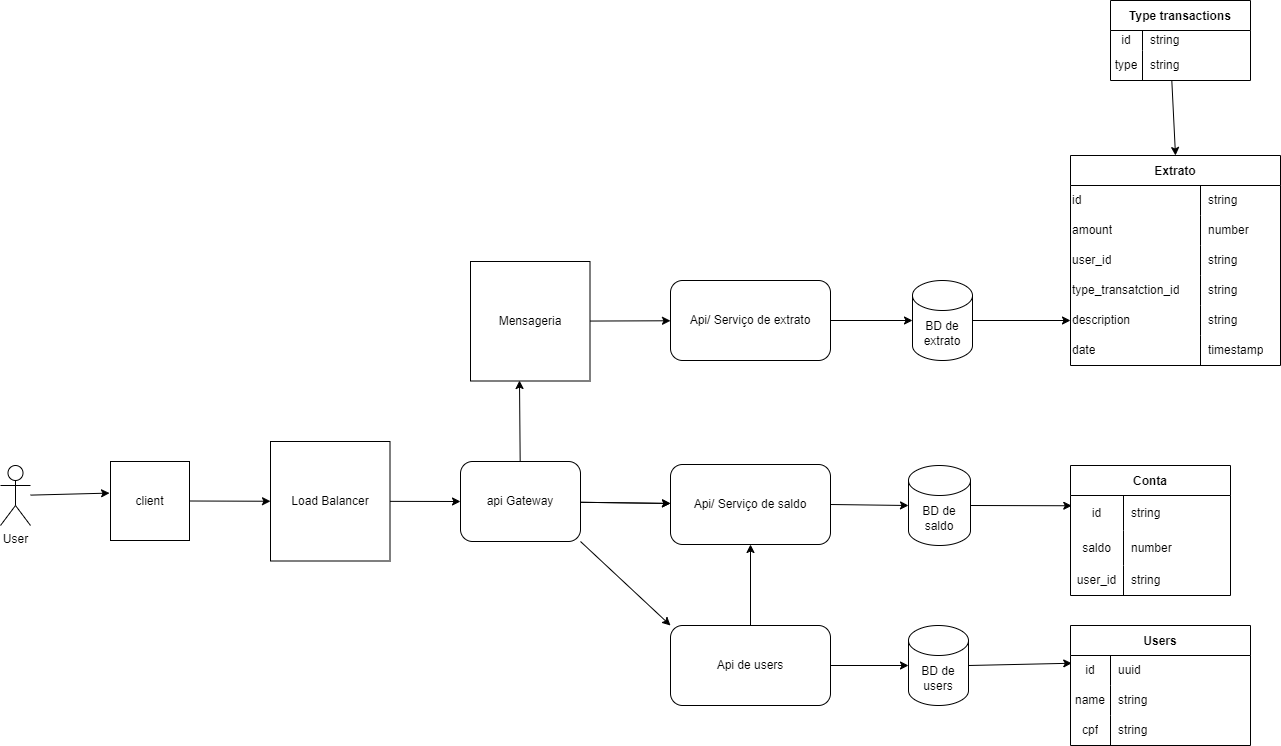 Type transactions
id string
type string
Extrato
id string
amount number
user_id string
type_transatction_id string
description string
date timestamp
Mensageria
Api/ Serviço de extrato
BD de
extrato
User
client
Load Balancer
api Gateway
Api/ Serviço de saldo
BD de
saldo
Conta
id string
saldo number
user_id string
Api de users
BD de
users
Users
id uuid
name string
cpf string